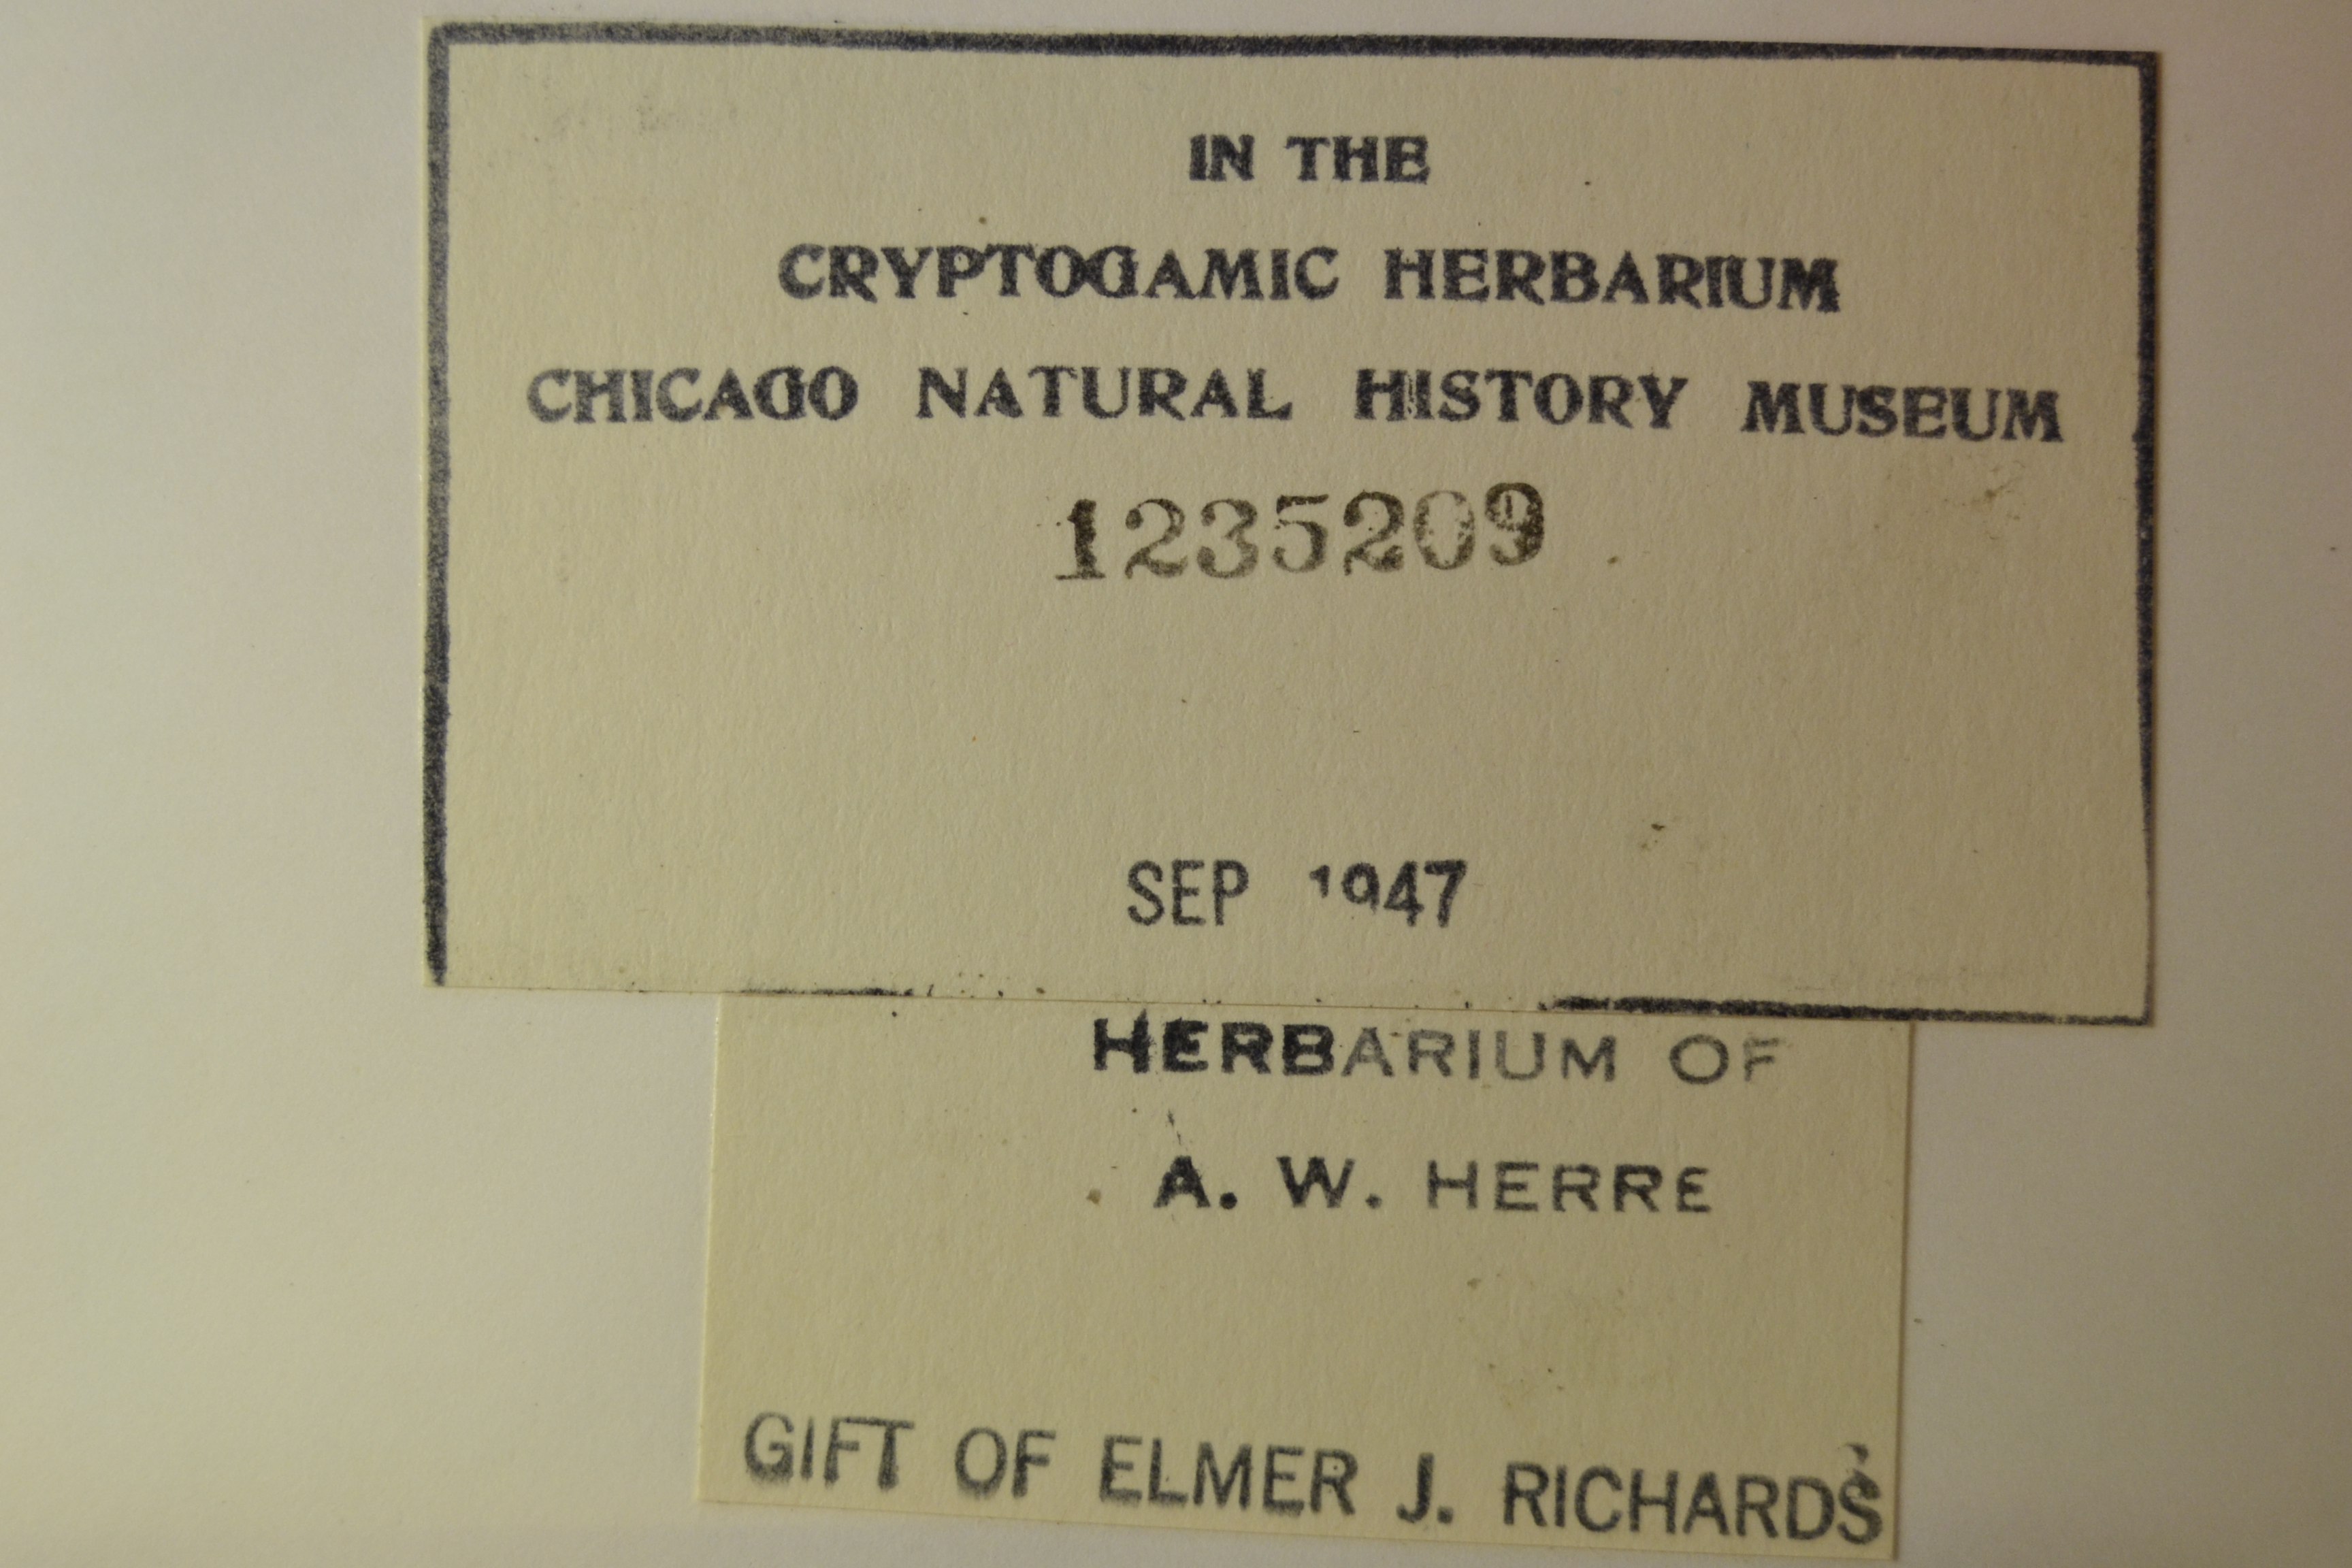 IN THE
CRYPTOGAMIC HERBARIUM
CHICAGO NATURAL HISTORY MUSEUM
1235209
SEP 1947
HERBARIUM OF
A. W. HERRE
GIFT OF ELMER J. RICHARDS